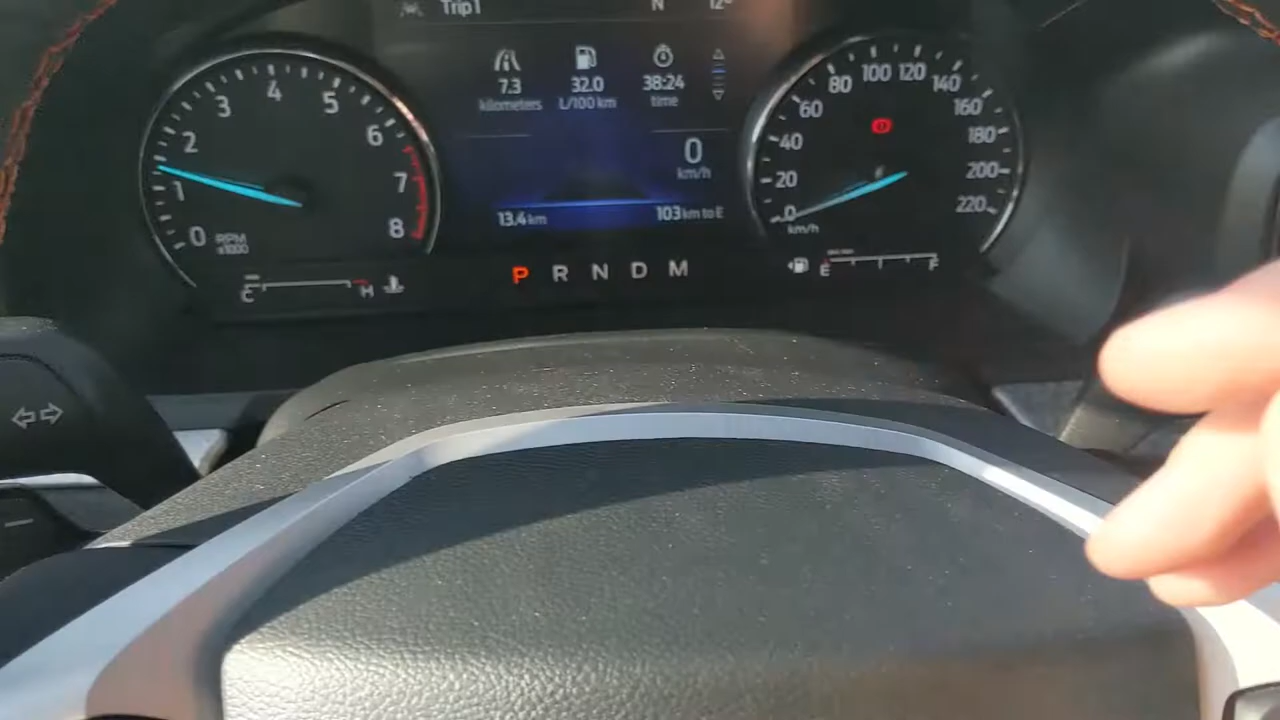 Trip1
N
12°
7.3
kilometers
32.0
L/100 km
38:24
time
0
km/h
13.4 km
103 km to E
P R N D M
0
1
2
3
4
5
6
7
8
RPM
x1000
C
H
0
20
40
60
80
100
120
140
160
180
200
220
km/h
E
F